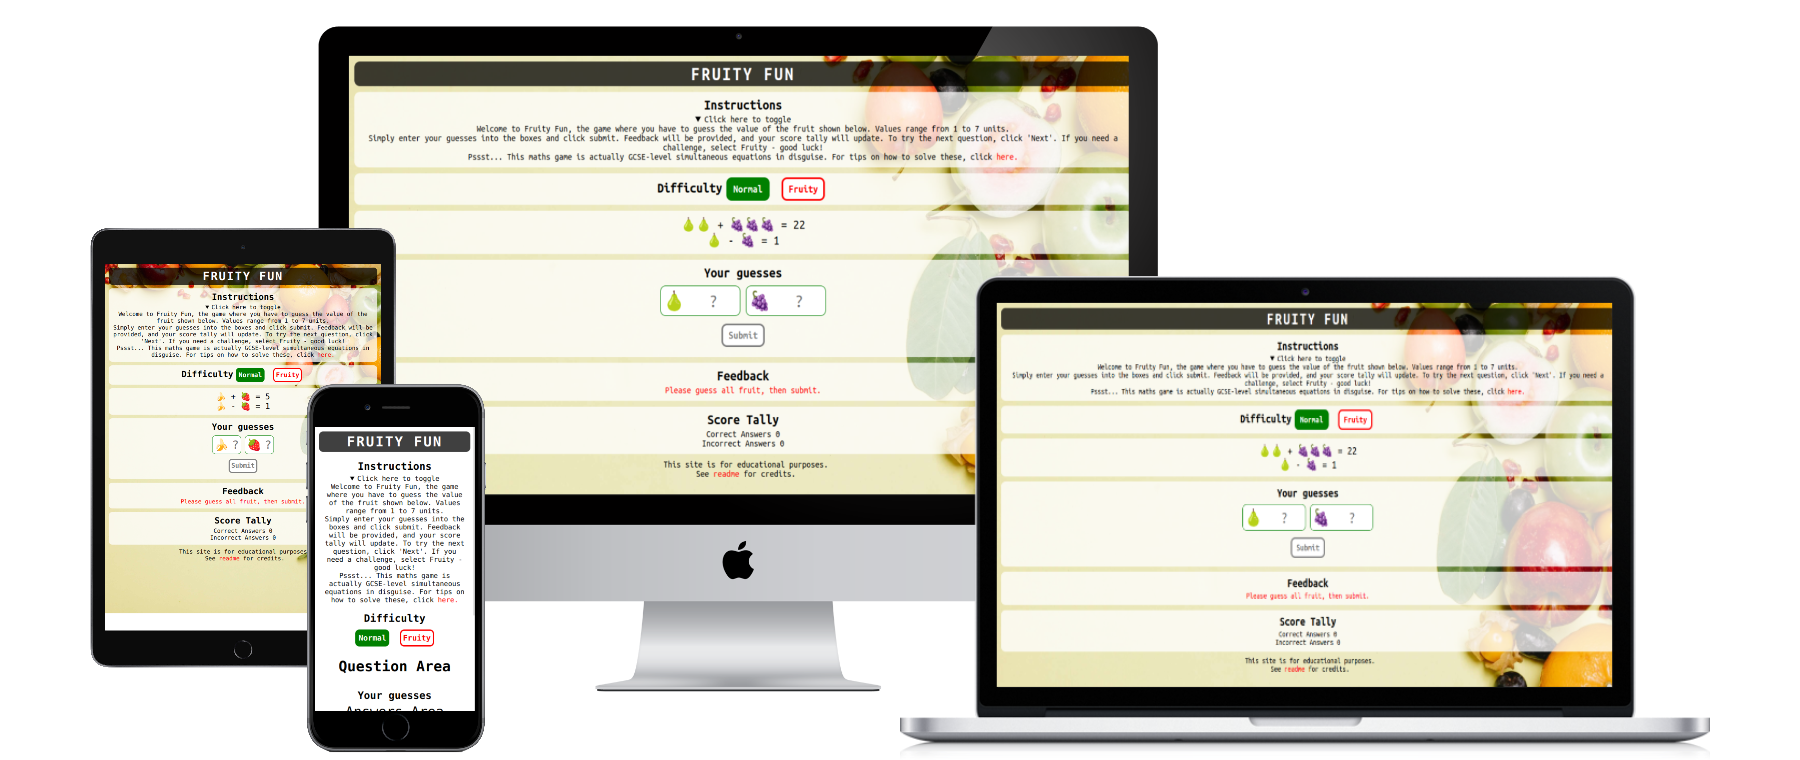 FRUITY FUN
Instructions
▼ Click here to toggle
Welcome to Fruity Fun, the game where you have to guess the value of the fruit shown below. Values range from 1 to 7 units.
Simply enter your guesses into the boxes and click submit. Feedback will be provided, and your score tally will update. To try the next question, click 'Next'. If you need a
challenge, select Fruity - good luck!
Pssst... This maths game is actually GCSE-level simultaneous equations in disguise. For tips on how to solve these, click here.
Difficulty Normal Fruity
🍐🍐 + 🍇🍇🍇 = 22
🍐 - 🍇 = 1
Your guesses
🍐 ? 🍇 ?
Submit
Feedback
Please guess all fruit, then submit.
Score Tally
Correct Answers 0
Incorrect Answers 0
This site is for educational purposes.
See readme for credits.
FRUITY FUN
Instructions
▼ Click here to toggle
Welcome to Fruity Fun, the game where you have to guess the value of the
fruit shown below. Values range from 1 to 7 units.
Simply enter your guesses into the boxes and click submit. Feedback will be
provided, and your score tally will update. To try the next question, click
'Next'. If you need a challenge, select Fruity - good luck!
Pssst... This maths game is actually GCSE-level simultaneous equations in
disguise. For tips on how to solve these, click here.
Difficulty Normal Fruity
🍌 + 🍓 = 5
🍌 - 🍓 = 1
Your guesses
🍌 ? 🍓 ?
Submit
Feedback
Please guess all fruit, then submit.
Score Tally
Correct Answers 0
Incorrect Answers 0
This site is for educational purposes
See readme for credits.
FRUITY FUN
Instructions
▼ Click here to toggle
Welcome to Fruity Fun, the game
where you have to guess the value
of the fruit shown below. Values
range from 1 to 7 units.
Simply enter your guesses into the
boxes and click submit. Feedback
will be provided, and your score
tally will update. To try the next
question, click 'Next'. If you
need a challenge, select Fruity -
good luck!
Pssst... This maths game is
actually GCSE-level simultaneous
equations in disguise. For tips on
how to solve these, click here.
Difficulty
Normal Fruity
Question Area
Your guesses
Answers Area
FRUITY FUN
Instructions
▼ Click here to toggle
Welcome to Fruity Fun, the game where you have to guess the value of the fruit shown below. Values range from 1 to 7 units.
Simply enter your guesses into the boxes and click submit. Feedback will be provided, and your score tally will update. To try the next question, click 'Next'. If you need a
challenge, select Fruity - good luck!
Pssst... This maths game is actually GCSE-level simultaneous equations in disguise. For tips on how to solve these, click here.
Difficulty Normal Fruity
🍐🍐 + 🍇🍇🍇 = 22
🍐 - 🍇 = 1
Your guesses
🍐 ? 🍇 ?
Submit
Feedback
Please guess all fruit, then submit.
Score Tally
Correct Answers 0
Incorrect Answers 0
This site is for educational purposes.
See readme for credits.